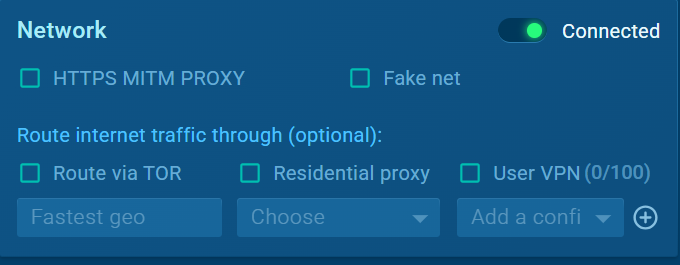 Network Connected
HTTPS MITM PROXY Fake net
Route internet traffic through (optional):
Route via TOR Residential proxy User VPN (0/100)
Fastest geo Choose Add a confi